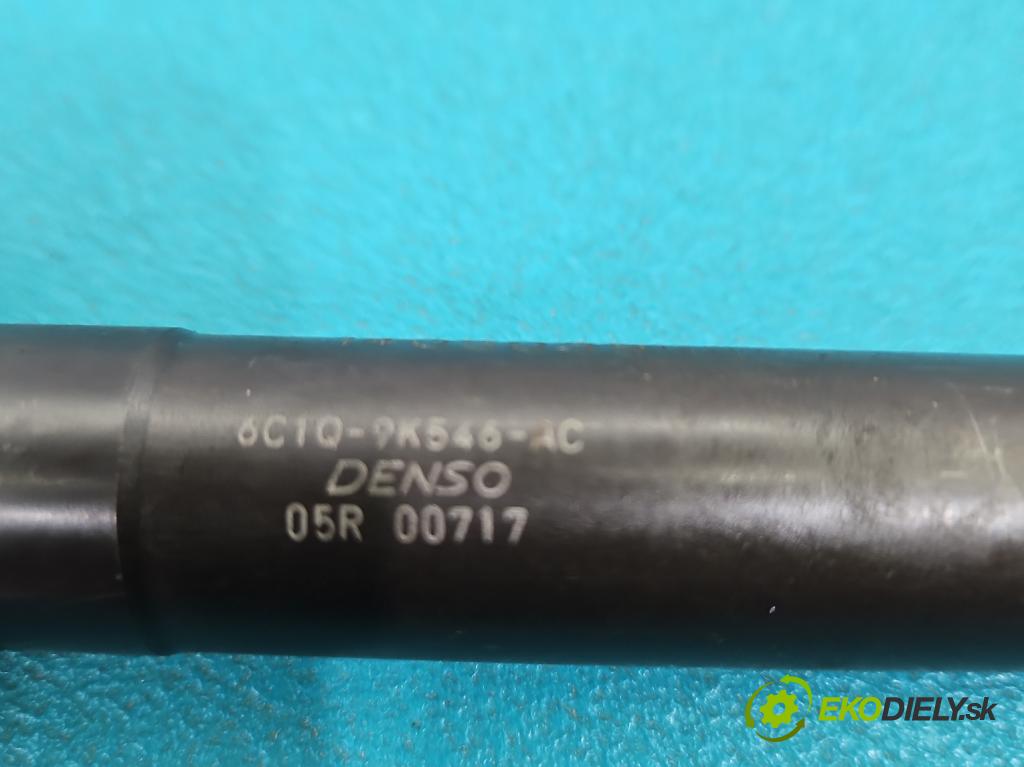 6C1Q-9K546-AC
DENSO
05R 00717
EKODIELY.sk